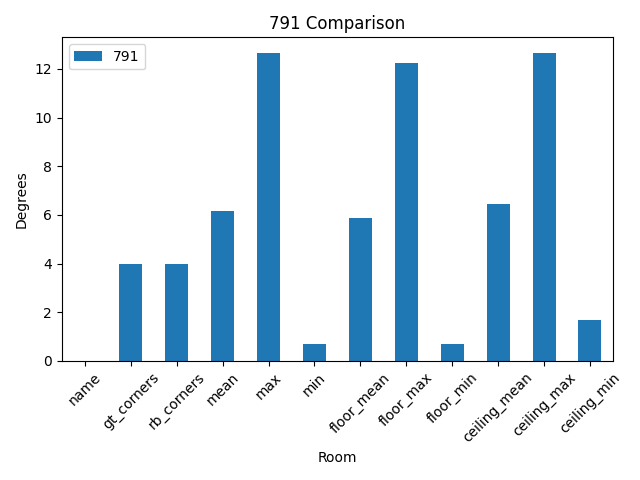 791 Comparison
791
Degrees
12
10
8
6
4
2
0
name
gt_corners
rb_corners
mean
max
min
floor_mean
floor_max
floor_min
ceiling_mean
ceiling_max
ceiling_min
Room